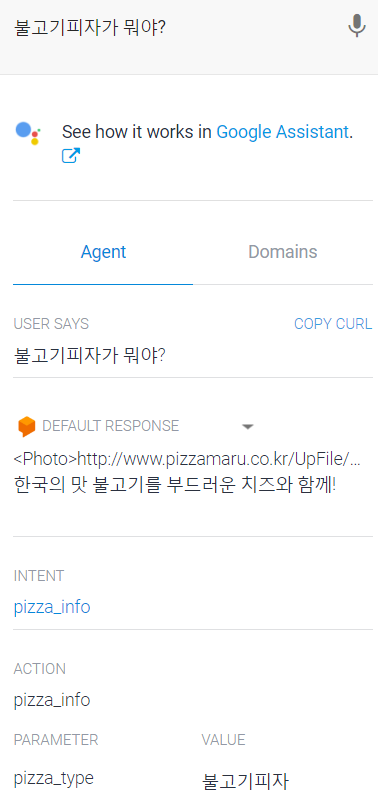 불고기피자가 뭐야?
See how it works in Google Assistant.
Agent Domains
USER SAYS COPY CURL
불고기피자가 뭐야?
DEFAULT RESPONSE
<Photo>http://www.pizzamaru.co.kr/UpFile/...
한국의 맛 불고기를 부드러운 치즈와 함께!
INTENT
pizza_info
ACTION
pizza_info
PARAMETER VALUE
pizza_type 불고기피자